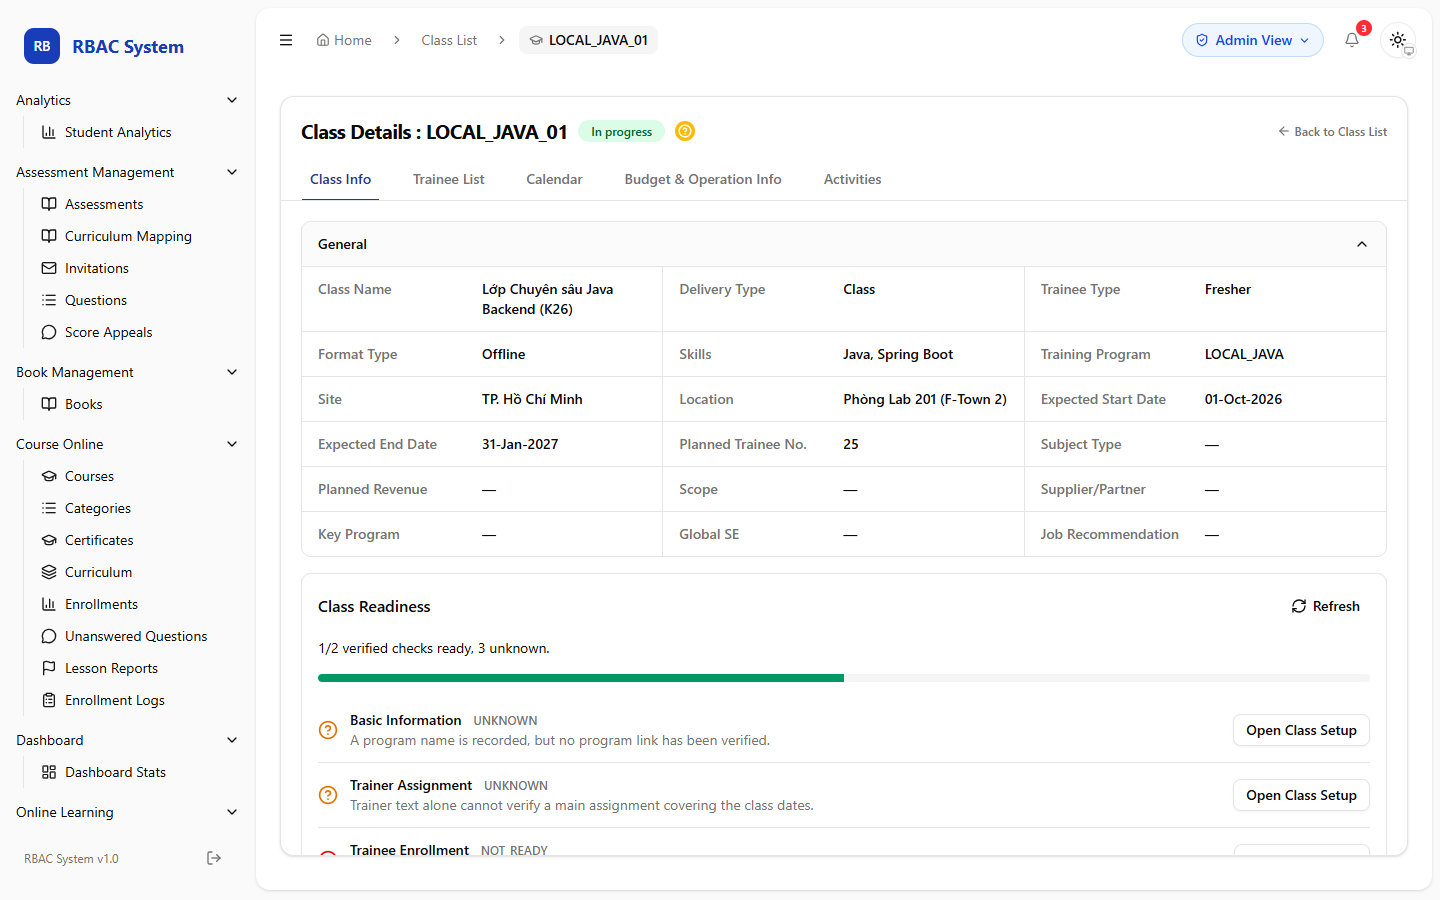 RB RBAC System
Home > Class List > LOCAL_JAVA_01
Admin View
3
Analytics
Student Analytics
Assessment Management
Assessments
Curriculum Mapping
Invitations
Questions
Score Appeals
Book Management
Books
Course Online
Courses
Categories
Certificates
Curriculum
Enrollments
Unanswered Questions
Lesson Reports
Enrollment Logs
Dashboard
Dashboard Stats
Online Learning
RBAC System v1.0
Class Details : LOCAL_JAVA_01 In progress
Back to Class List
Class Info Trainee List Calendar Budget & Operation Info Activities
General
Class Name Lớp Chuyên sâu Java Backend (K26) Delivery Type Class Trainee Type Fresher
Format Type Offline Skills Java, Spring Boot Training Program LOCAL_JAVA
Site TP. Hồ Chí Minh Location Phòng Lab 201 (F-Town 2) Expected Start Date 01-Oct-2026
Expected End Date 31-Jan-2027 Planned Trainee No. 25 Subject Type —
Planned Revenue — Scope — Supplier/Partner —
Key Program — Global SE — Job Recommendation —
Class Readiness
Refresh
1/2 verified checks ready, 3 unknown.
Basic Information UNKNOWN
A program name is recorded, but no program link has been verified.
Open Class Setup
Trainer Assignment UNKNOWN
Trainer text alone cannot verify a main assignment covering the class dates.
Open Class Setup
Trainee Enrollment NOT READY